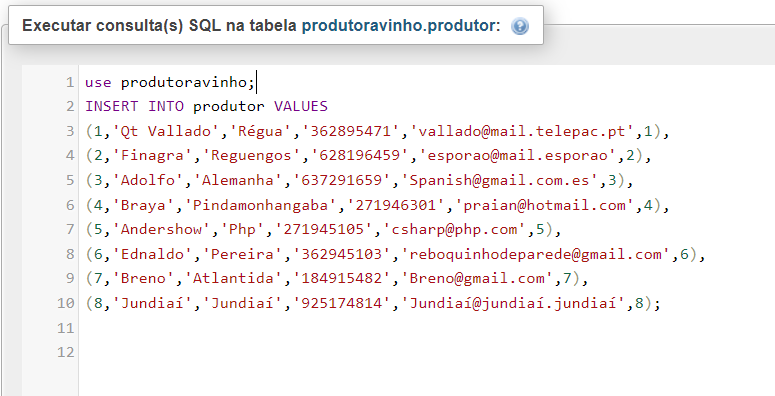 Executar consulta(s) SQL na tabela produtoravinho.produtor:
1 use produtoravinho;
2 INSERT INTO produtor VALUES
3 (1,'Qt Vallado','Régua','362895471','vallado@mail.telepac.pt',1),
4 (2,'Finagra','Reguengos','628196459','esporao@mail.esporao',2),
5 (3,'Adolfo','Alemanha','637291659','Spanish@gmail.com.es',3),
6 (4,'Braya','Pindamonhangaba','271946301','praian@hotmail.com',4),
7 (5,'Andershow','Php','271945105','csharp@php.com',5),
8 (6,'Ednaldo','Pereira','362945103','reboquinhodeparede@gmail.com',6),
9 (7,'Breno','Atlantida','184915482','Breno@gmail.com',7),
10 (8,'Jundiaí','Jundiaí','925174814','Jundiaí@jundiaí.jundiaí',8);
11
12